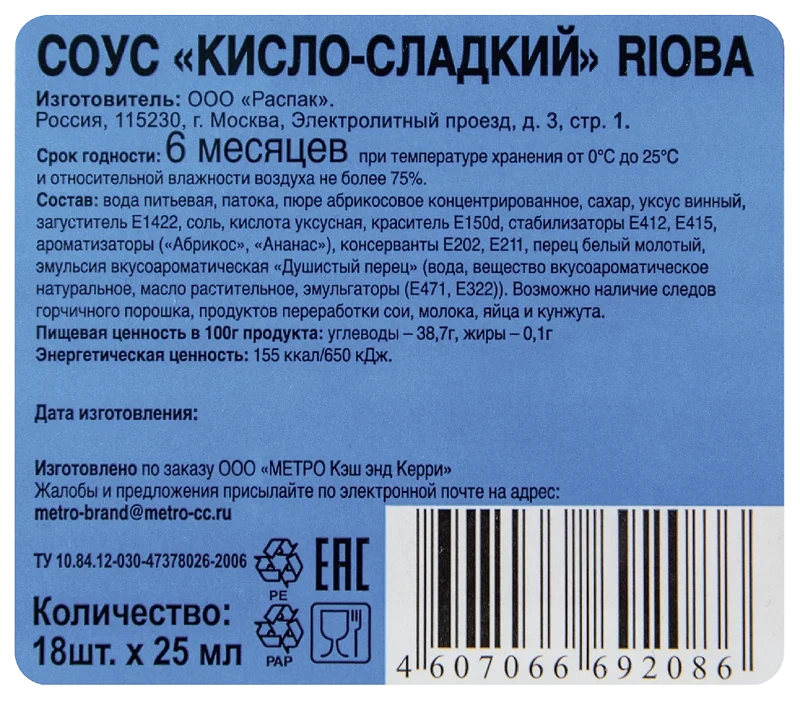 СОУС «КИСЛО-СЛАДКИЙ» RIOBA
Изготовитель: ООО «Распак».
Россия, 115230, г. Москва, Электролитный проезд, д. 3, стр. 1.
Срок годности: 6 месяцев при температуре хранения от 0°С до 25°С
и относительной влажности воздуха не более 75%.
Состав: вода питьевая, патока, пюре абрикосовое концентрированное, сахар, уксус винный,
загуститель Е1422, соль, кислота уксусная, краситель Е150d, стабилизаторы Е412, Е415,
ароматизаторы («Абрикос», «Ананас»), консерванты Е202, Е211, перец белый молотый,
эмульсия вкусоароматическая «Душистый перец» (вода, вещество вкусоароматическое
натуральное, масло растительное, эмульгаторы (Е471, Е322)). Возможно наличие следов
горчичного порошка, продуктов переработки сои, молока, яйца и кунжута.
Пищевая ценность в 100г продукта: углеводы – 38,7г, жиры – 0,1г
Энергетическая ценность: 155 ккал/650 кДж.
Дата изготовления:
Изготовлено по заказу ООО «МЕТРО Кэш энд Керри»
Жалобы и предложения присылайте по электронной почте на адрес:
metro-brand@metro-cc.ru
ТУ 10.84.12-030-47378026-2006
PE
EAC
Количество:
18шт. х 25 мл
PAP
4 607066 692086